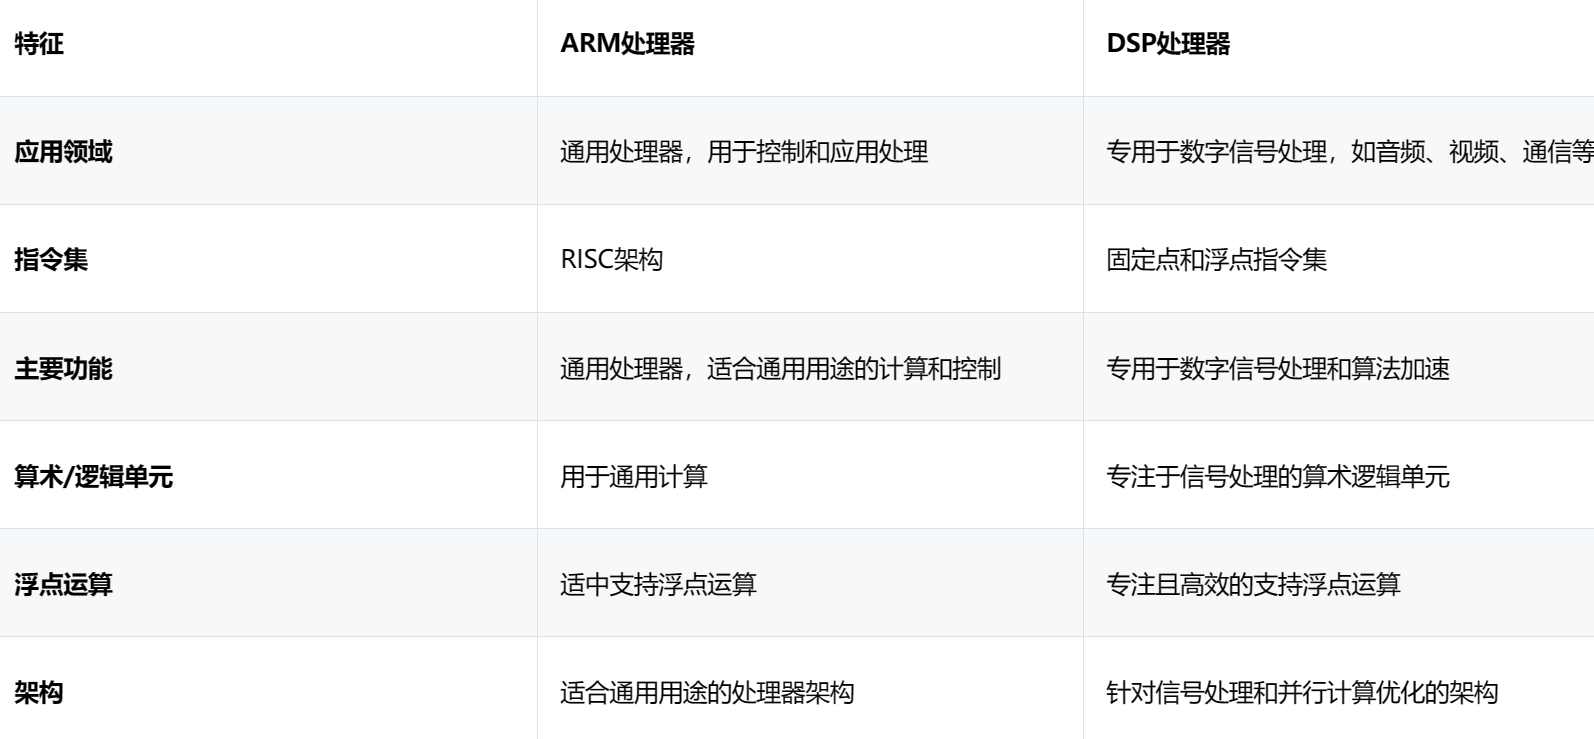 特征 ARM处理器 DSP处理器
应用领域 通用处理器，用于控制和应用处理 专用于数字信号处理，如音频、视频、通信等
指令集 RISC架构 固定点和浮点指令集
主要功能 通用处理器，适合通用用途的计算和控制 专用于数字信号处理和算法加速
算术/逻辑单元 用于通用计算 专注于信号处理的算术逻辑单元
浮点运算 适中支持浮点运算 专注且高效的支持浮点运算
架构 适合通用用途的处理器架构 针对信号处理和并行计算优化的架构